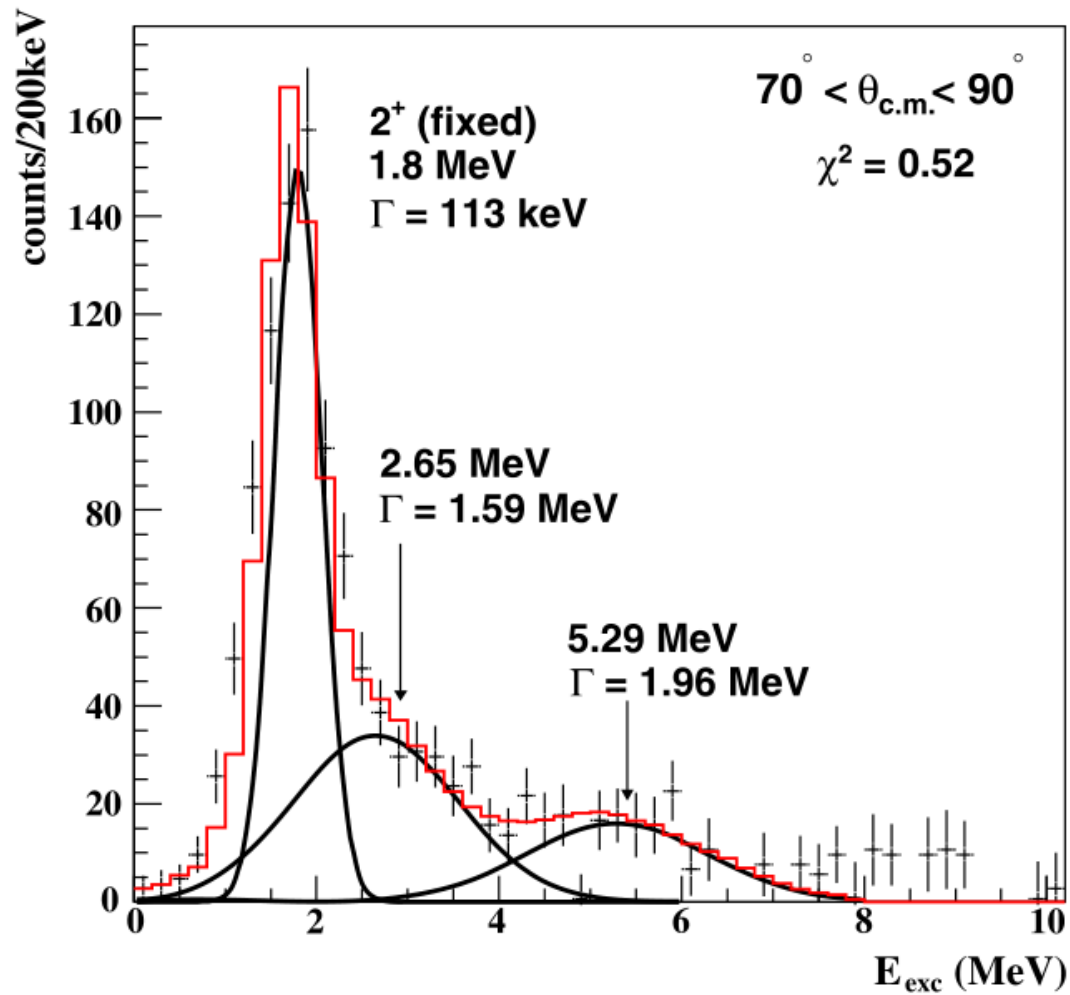 counts/200keV
160
140
120
100
80
60
40
20
0
70° < θc.m.< 90°
χ² = 0.52
2⁺ (fixed)
1.8 MeV
Γ = 113 keV
2.65 MeV
Γ = 1.59 MeV
5.29 MeV
Γ = 1.96 MeV
0 2 4 6 8 10
Eexc (MeV)